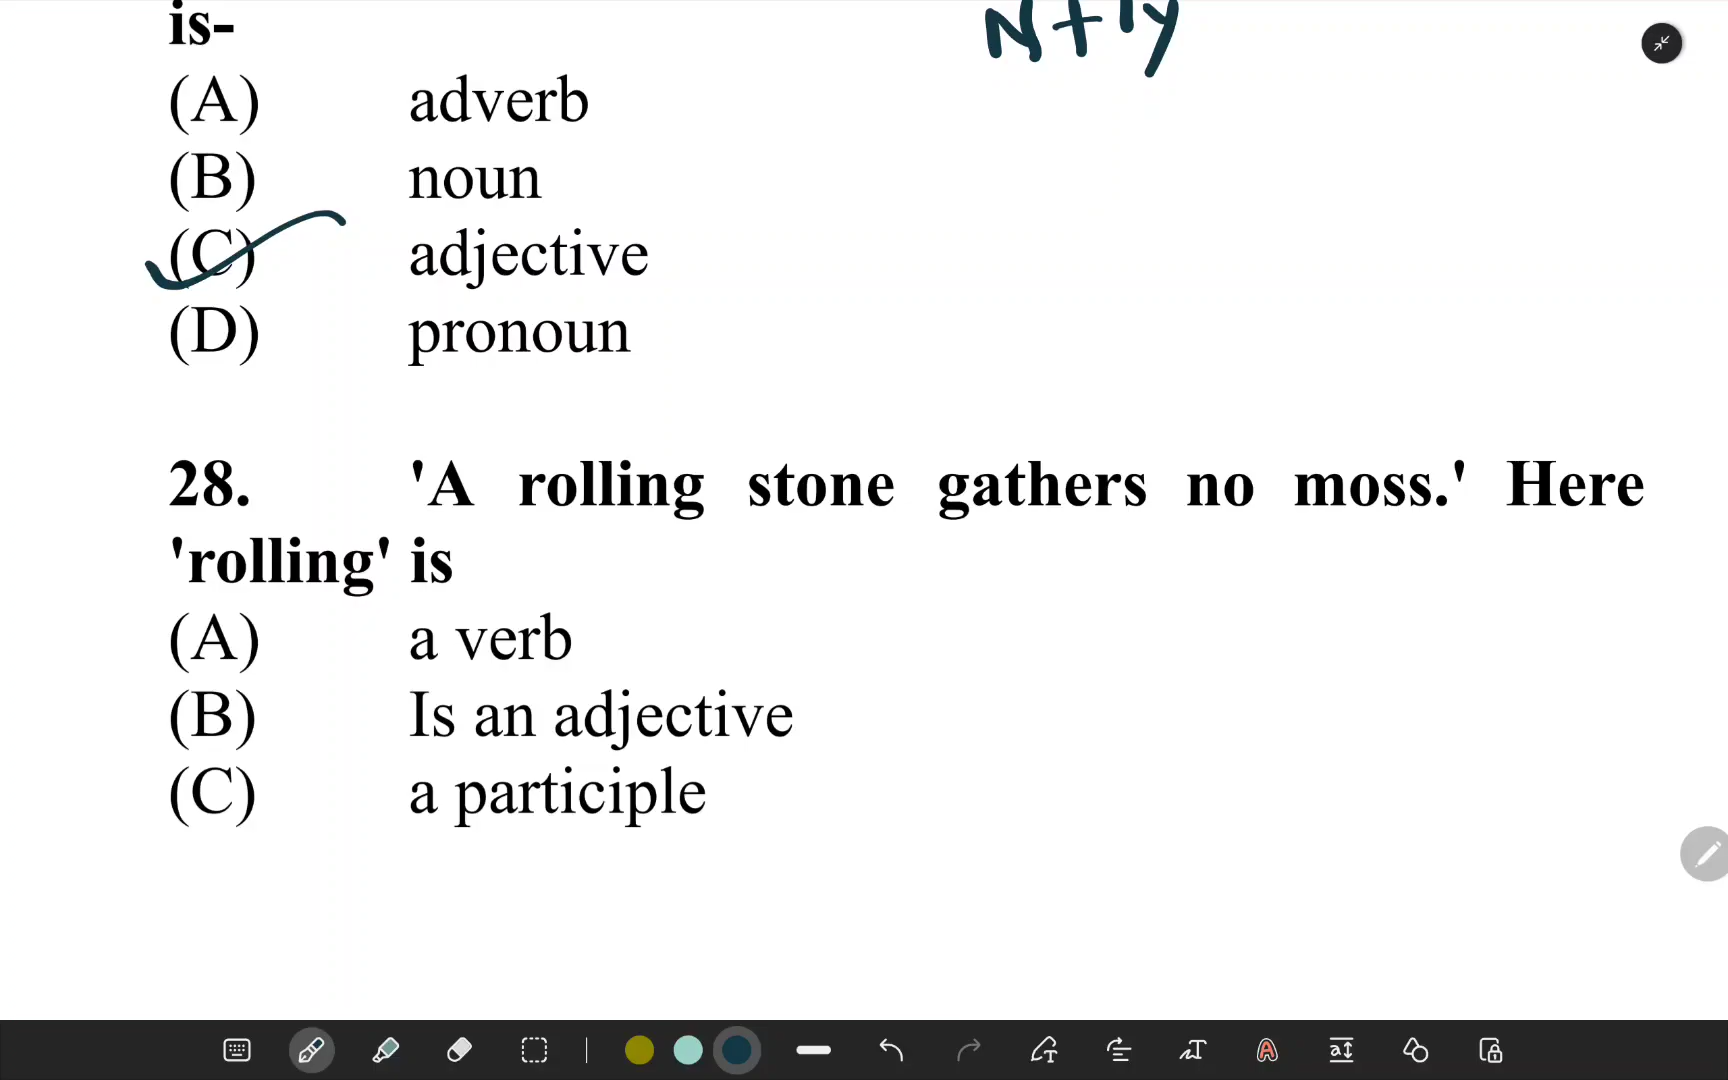 is-
N+ly
(A) adverb
(B) noun
(C) adjective
(D) pronoun
28. 'A rolling stone gathers no moss.' Here
'rolling' is
(A) a verb
(B) Is an adjective
(C) a participle